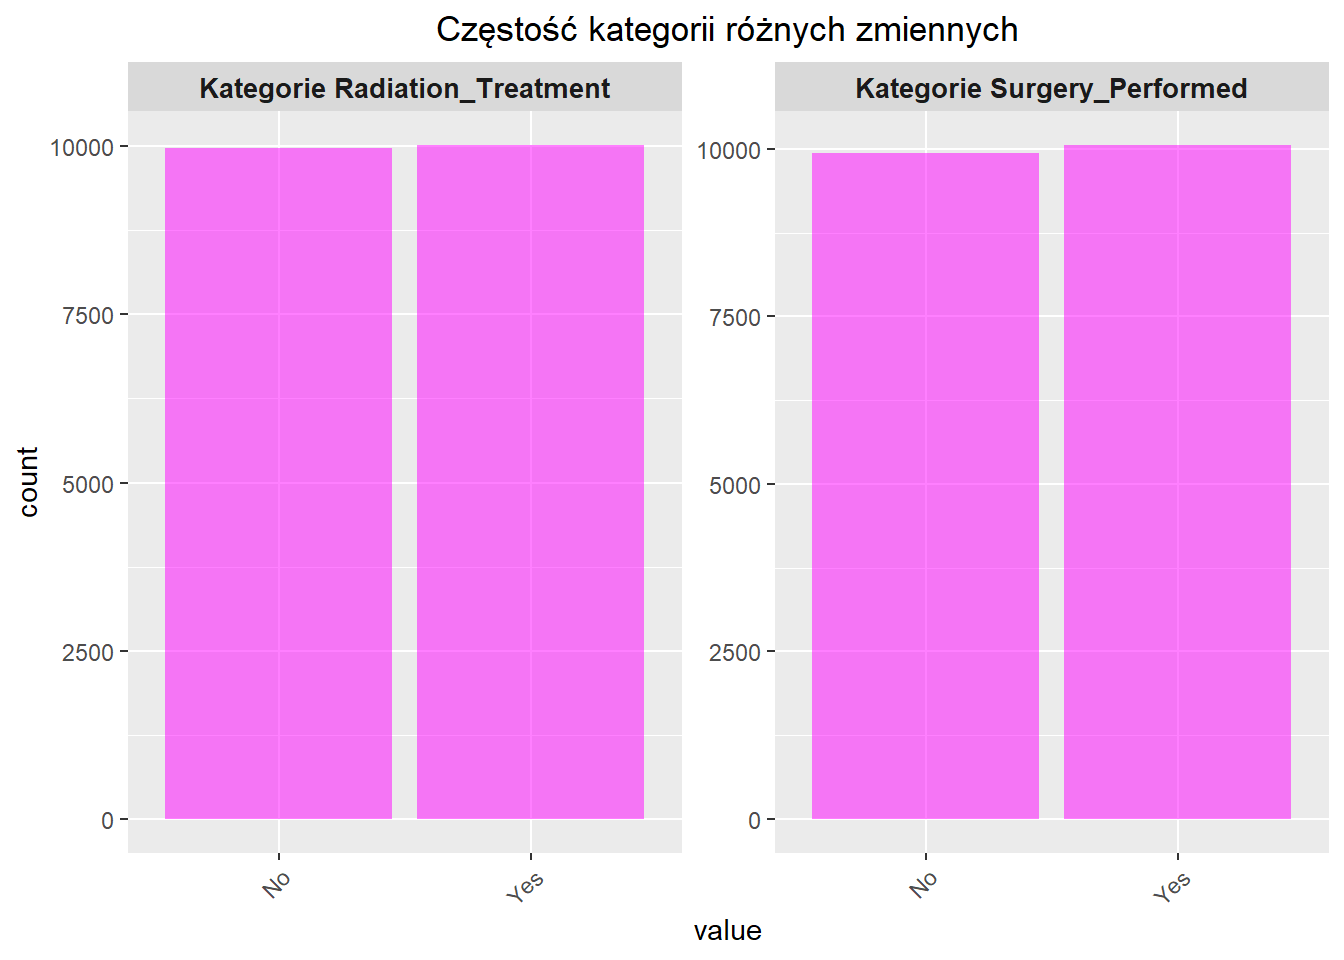 Częstość kategorii różnych zmiennych
Kategorie Radiation_Treatment
Kategorie Surgery_Performed
count
10000
7500
5000
2500
0
10000
7500
5000
2500
0
No
Yes
No
Yes
value